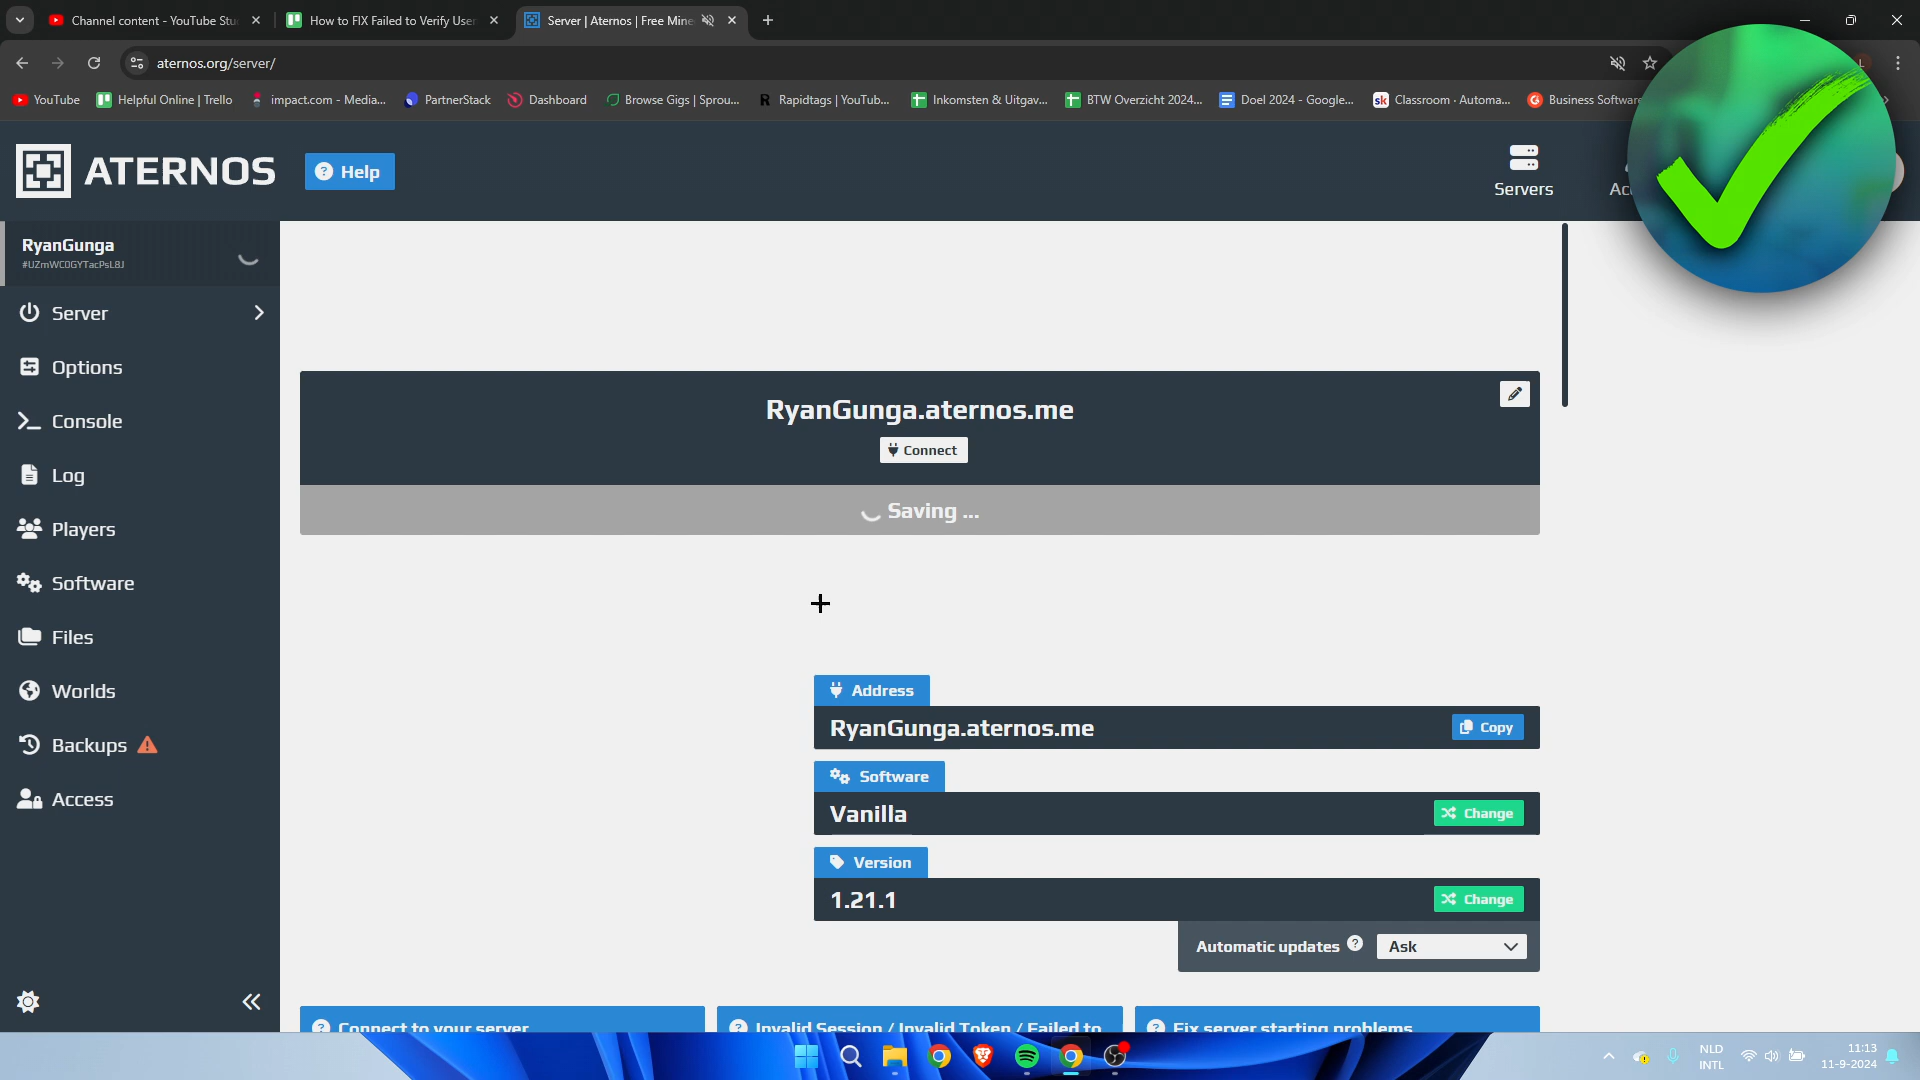 Channel content - YouTube Stu
How to FIX Failed to Verify User
Server | Aternos | Free Mine
aternos.org/server/
YouTube
Helpful Online | Trello
impact.com - Media...
PartnerStack
Dashboard
Browse Gigs | Sprou...
Rapidtags | YouTub...
Inkomsten & Uitgav...
BTW Overzicht 2024...
Doel 2024 - Google...
Classroom · Automa...
Business Software
ATERNOS
Help
Servers
RyanGunga
Server
Options
Console
Log
Players
Software
Files
Worlds
Backups
Access
RyanGunga.aternos.me
Connect
Saving ...
Address
RyanGunga.aternos.me
Copy
Software
Vanilla
Change
Version
1.21.1
Change
Automatic updates
Ask
Connect to your server
Invalid Session / Invalid Token / Failed to
Fix server starting problems
NLD
INTL
11:13
11-9-2024